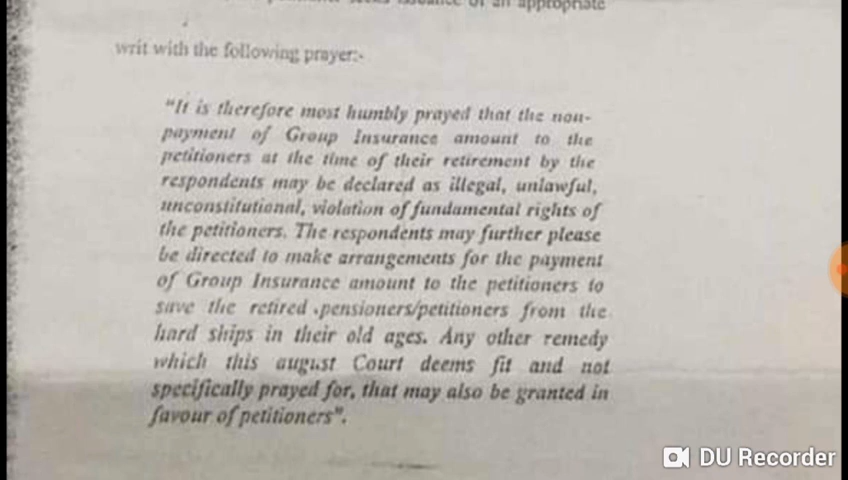 issuance of an appropriate
writ with the following prayer:-
"It is therefore most humbly prayed that the non-
payment of Group Insurance amount to the
petitioners at the time of their retirement by the
respondents may be declared as illegal, unlawful,
unconstitutional, violation of fundamental rights of
the petitioners. The respondents may further please
be directed to make arrangements for the payment
of Group Insurance amount to the petitioners to
save the retired pensioners/petitioners from the
hard ships in their old ages. Any other remedy
which this august Court deems fit and not
specifically prayed for, that may also be granted in
favour of petitioners".
DU Recorder